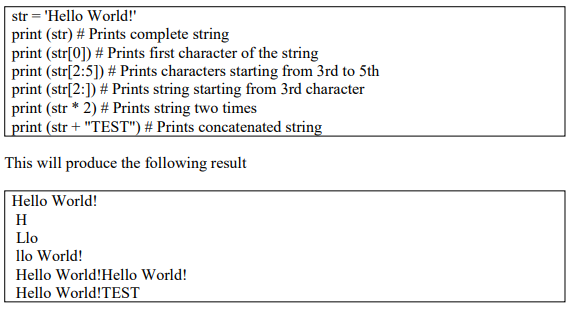 str = 'Hello World!'
print (str) # Prints complete string
print (str[0]) # Prints first character of the string
print (str[2:5]) # Prints characters starting from 3rd to 5th
print (str[2:]) # Prints string starting from 3rd character
print (str * 2) # Prints string two times
print (str + "TEST") # Prints concatenated string
This will produce the following result
Hello World!
H
Llo
llo World!
Hello World!Hello World!
Hello World!TEST